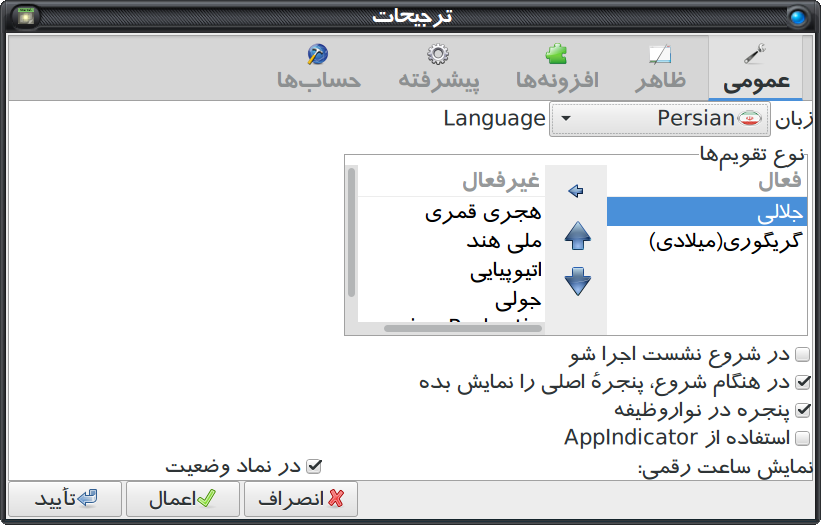 ترجیحات
عمومی ظاهر افزونه‌ها پیشرفته حساب‌ها
زبان Persian Language
نوع تقویم‌ها
فعال غیرفعال
جلالی هجری قمری
گریگوری(میلادی) ملی هند
اتیوپیایی
جولی
در شروع نشست اجرا شو
در هنگام شروع، پنجرهٔ اصلی را نمایش بده
پنجره در نواروظیفه
استفاده از AppIndicator
نمایش ساعت رقمی: در نماد وضعیت
انصراف اعمال تأیید